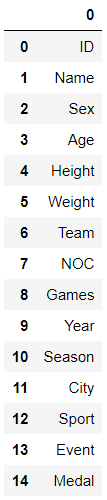 0
0 ID
1 Name
2 Sex
3 Age
4 Height
5 Weight
6 Team
7 NOC
8 Games
9 Year
10 Season
11 City
12 Sport
13 Event
14 Medal